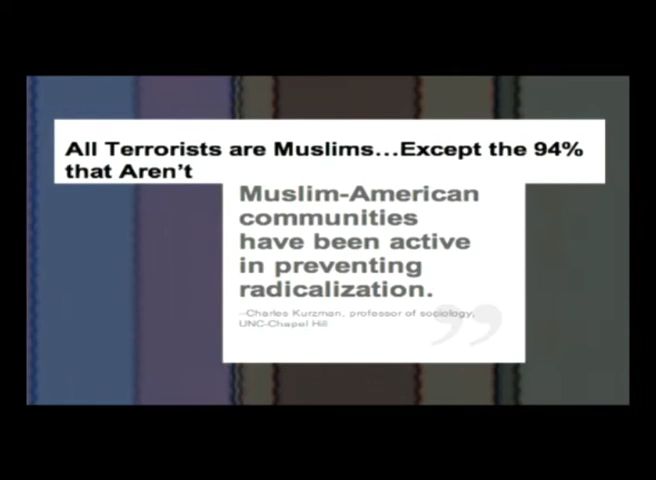 All Terrorists are Muslims...Except the 94%
that Aren't
Muslim-American
communities
have been active
in preventing
radicalization.
--Charles Kurzman, professor of sociology,
UNC-Chapel Hill
”